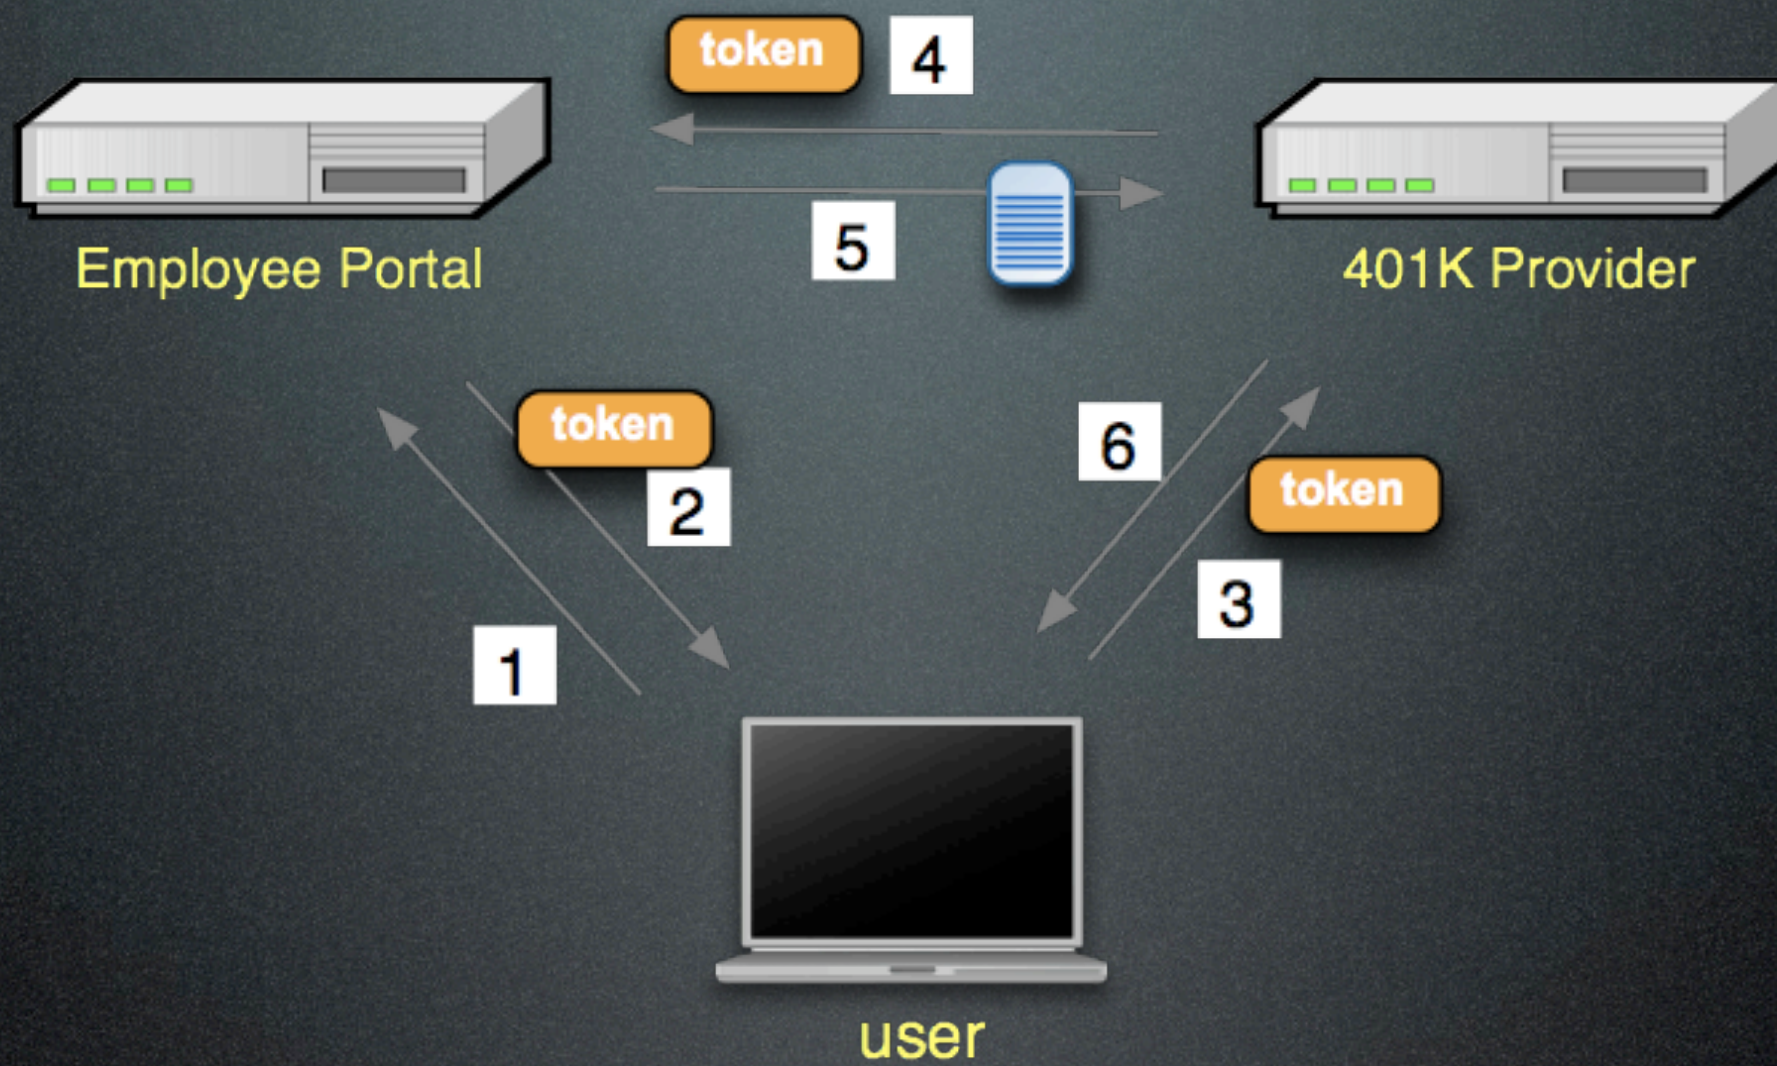 token
4
5
Employee Portal
401K Provider
token
2
6
token
3
1
user